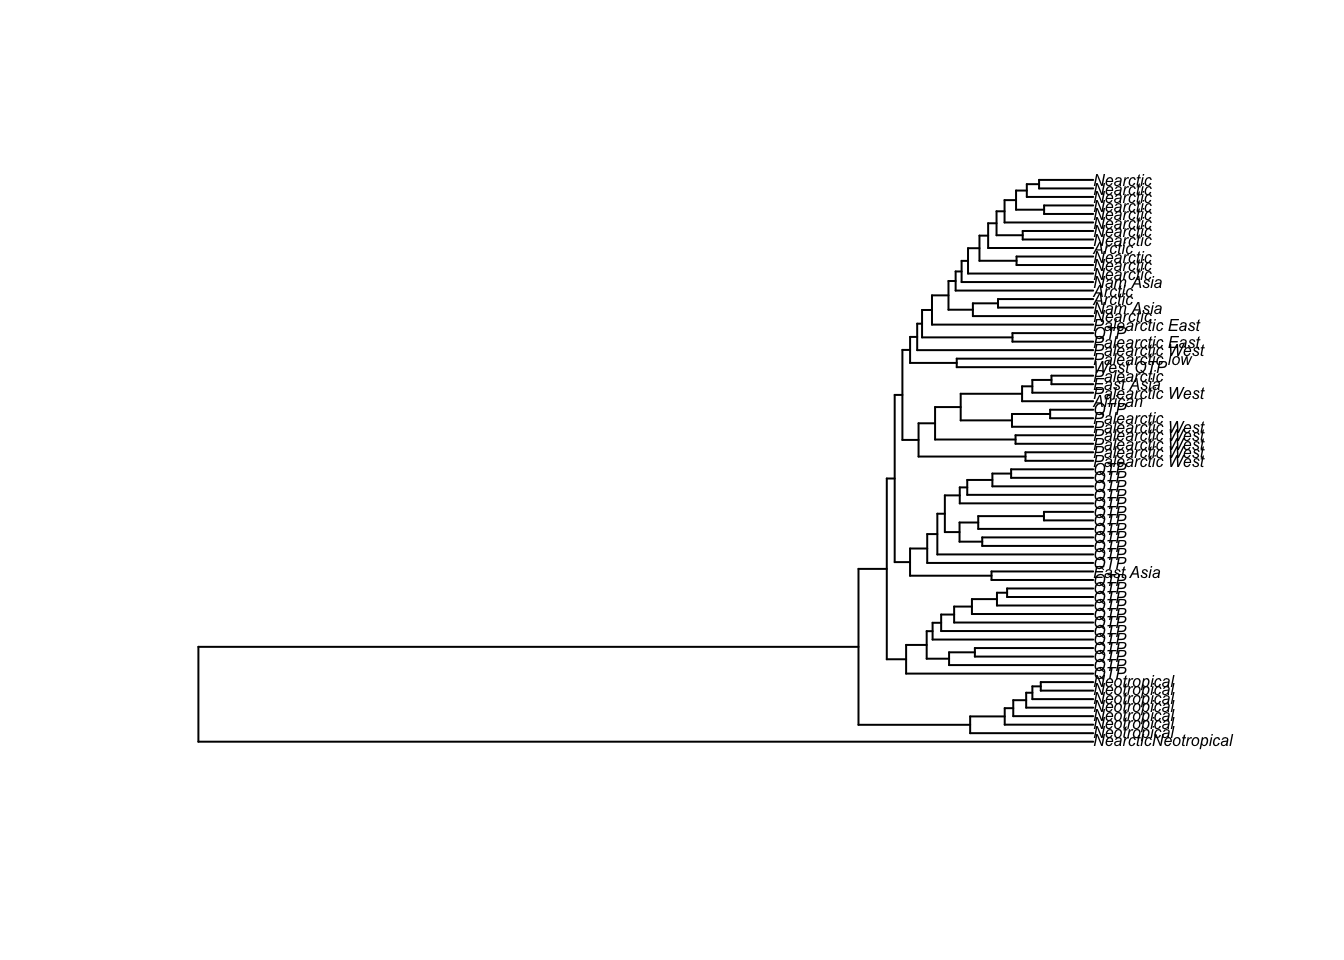 Nearctic
Nearctic
Nearctic
Nearctic
Nearctic
Nearctic
Nearctic
Nearctic
Arctic
Nearctic
Nearctic
Nearctic
Nam Asia
Arctic
Arctic
Nam Asia
Nearctic
Palearctic East
QTP
Palearctic East
Palearctic West
Palearctic low
West QTP
Palearctic
East Asia
Palearctic West
African
QTP
Palearctic
Palearctic West
Palearctic West
Palearctic West
Palearctic West
Palearctic West
QTP
QTP
QTP
QTP
QTP
QTP
QTP
QTP
QTP
QTP
QTP
QTP
East Asia
QTP
QTP
QTP
QTP
QTP
QTP
QTP
QTP
QTP
QTP
QTP
QTP
Neotropical
Neotropical
Neotropical
Neotropical
Neotropical
Neotropical
Neotropical
NearcticNeotropical